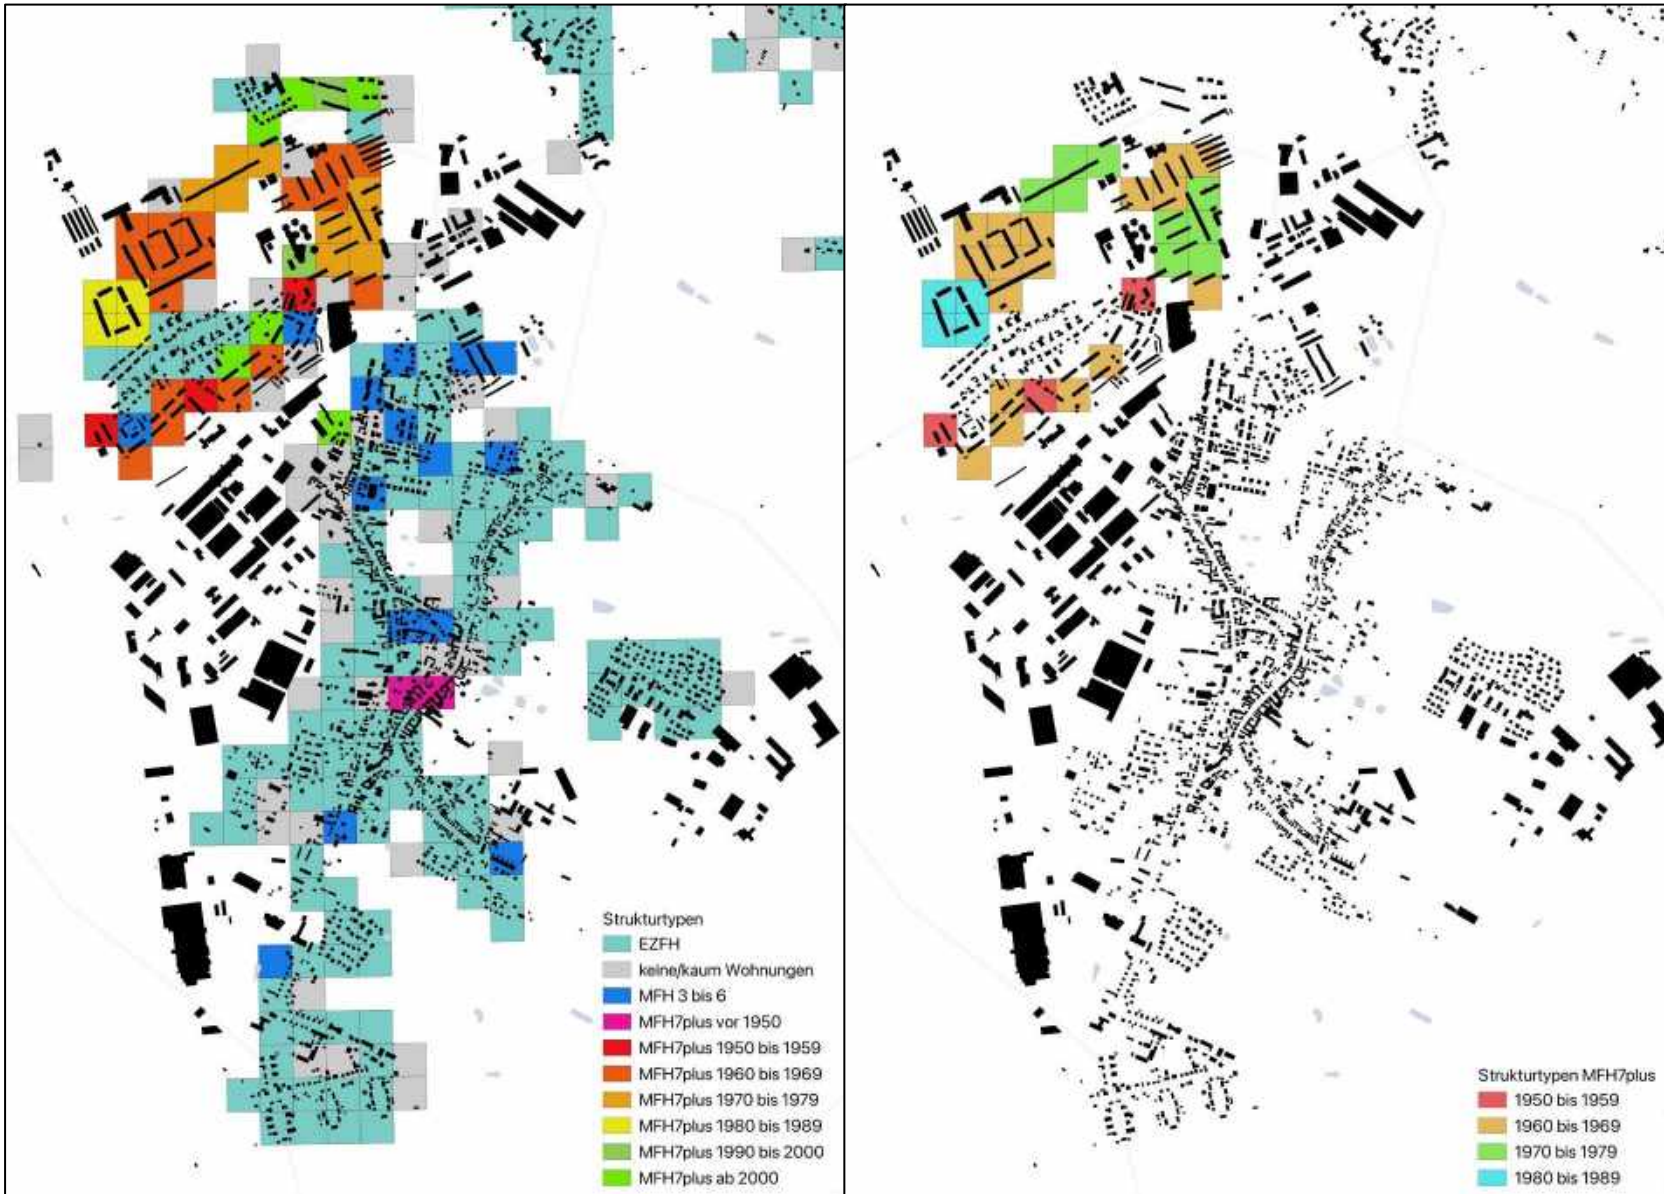 Strukturtypen
EZFH
keine/kaum Wohnungen
MFH 3 bis 6
MFH7plus vor 1950
MFH7plus 1950 bis 1959
MFH7plus 1960 bis 1969
MFH7plus 1970 bis 1979
MFH7plus 1980 bis 1989
MFH7plus 1990 bis 2000
MFH7plus ab 2000
Strukturtypen MFH7plus
1950 bis 1959
1960 bis 1969
1970 bis 1979
1980 bis 1989